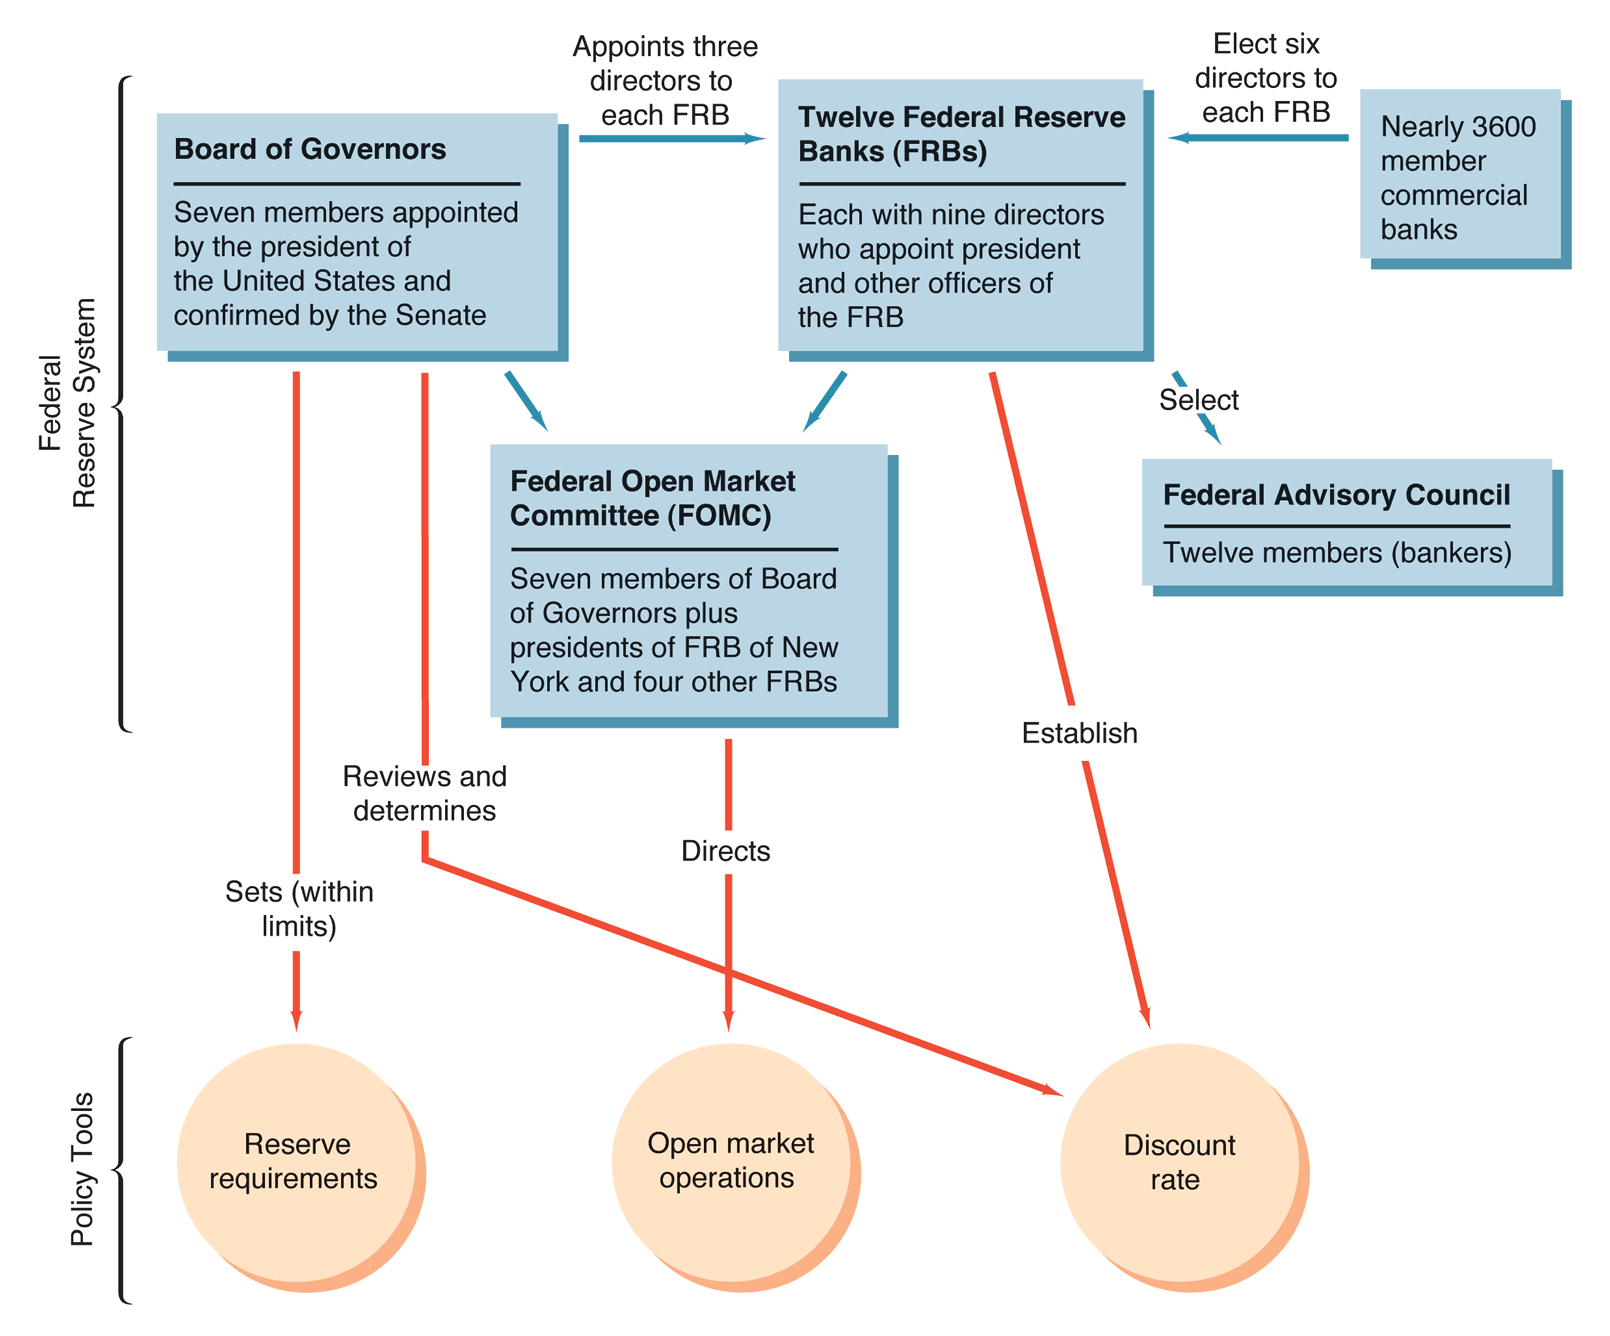 Appoints three
directors to
each FRB
Elect six
directors to
each FRB
Board of Governors
Seven members appointed
by the president of
the United States and
confirmed by the Senate
Twelve Federal Reserve
Banks (FRBs)
Each with nine directors
who appoint president
and other officers of
the FRB
Nearly 3600
member
commercial
banks
Federal
Reserve System
Select
Federal Open Market
Committee (FOMC)
Seven members of Board
of Governors plus
presidents of FRB of New
York and four other FRBs
Federal Advisory Council
Twelve members (bankers)
Establish
Reviews and
determines
Directs
Sets (within
limits)
Policy Tools
Reserve
requirements
Open market
operations
Discount
rate